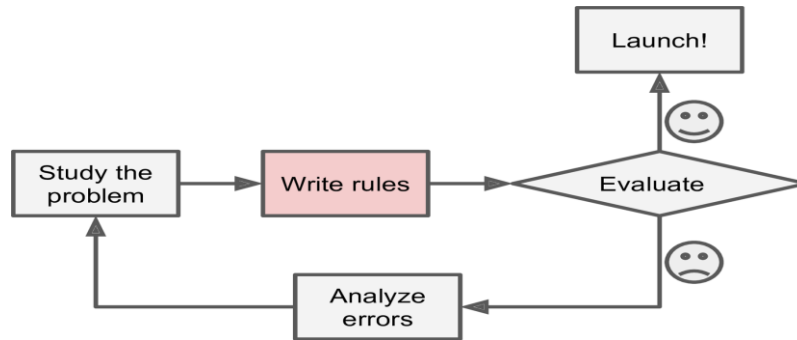 Launch!
Study the
problem
Write rules
Evaluate
Analyze
errors